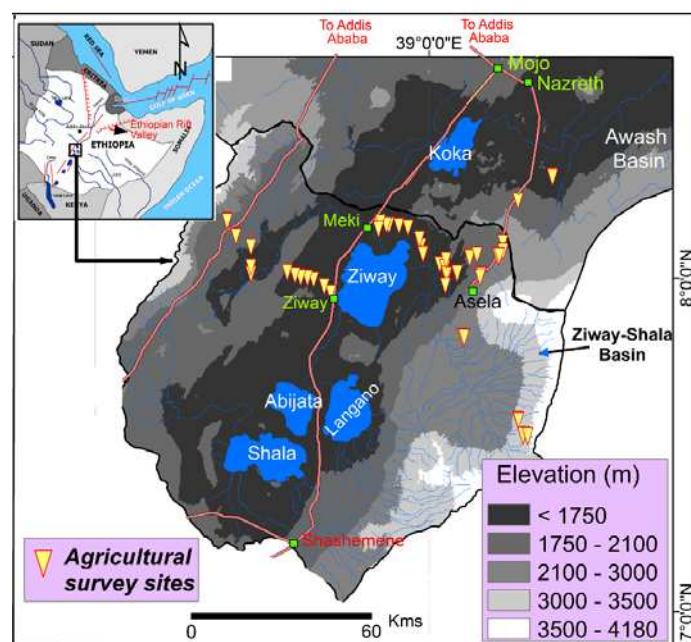 To Addis
Ababa
To Addis
Ababa
39°0'0"E
SUDAN
RED SEA
YEMEN
N
ERITREA
GULF OF ADEN
Ethiopian Rift
Valley
ETHIOPIA
SOMALIA
UGANDA
KENYA
INDIAN OCEAN
Mojo
Nazreth
Koka
Awash
Basin
Meki
Ziway
Ziway
Asela
8°0'0"N
Ziway-Shala
Basin
Abijata
Langano
Shala
Shashemene
Elevation (m)
< 1750
1750 - 2100
2100 - 3000
3000 - 3500
3500 - 4180
Agricultural
survey sites
Kms
0
60